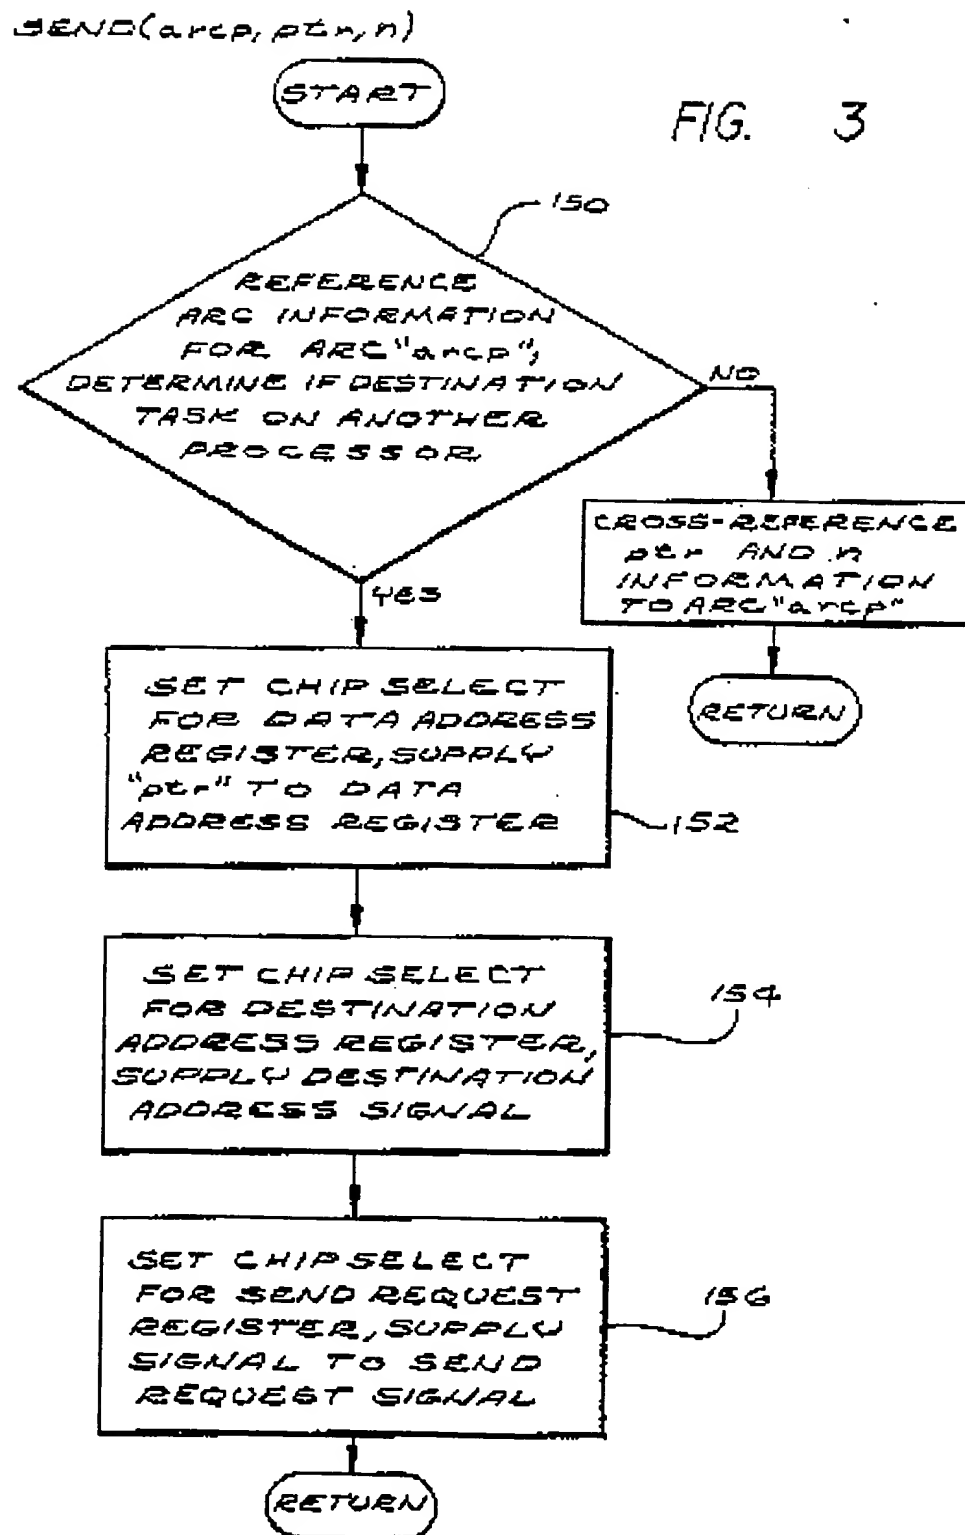 SEND(arcp, ptr, n)
START
FIG. 3
150
REFERENCE
ARC INFORMATION
FOR ARC "arcp",
DETERMINE IF DESTINATION
TASK ON ANOTHER
PROCESSOR
NO
YES
CROSS-REFERENCE
ptr AND n
INFORMATION
TO ARC "arcp"
RETURN
SET CHIP SELECT
FOR DATA ADDRESS
REGISTER, SUPPLY
"ptr" TO DATA
ADDRESS REGISTER
152
SET CHIP SELECT
FOR DESTINATION
ADDRESS REGISTER,
SUPPLY DESTINATION
ADDRESS SIGNAL
154
SET CHIP SELECT
FOR SEND REQUEST
REGISTER, SUPPLY
SIGNAL TO SEND
REQUEST SIGNAL
156
RETURN